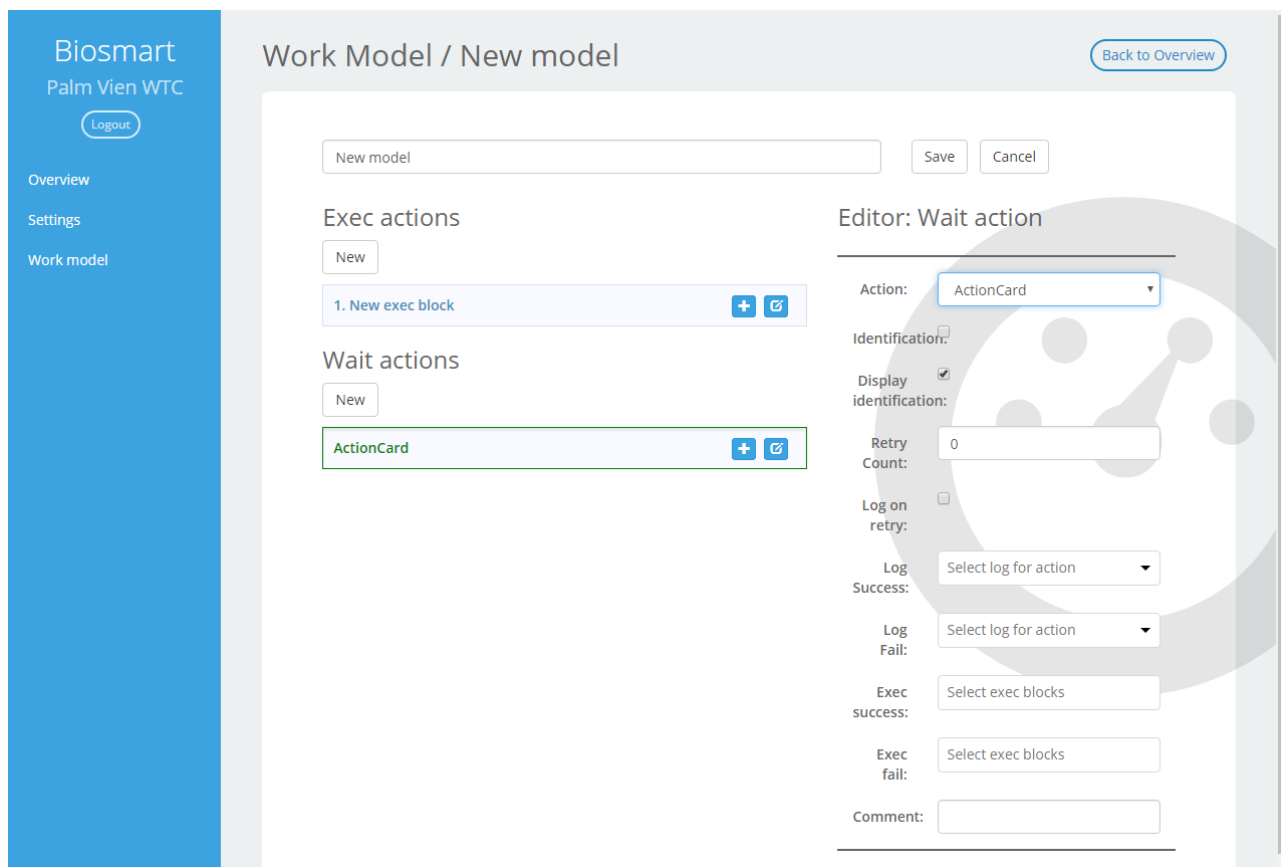 Biosmart
Palm Vien WTC
Logout
Overview
Settings
Work model
Work Model / New model
Back to Overview
New model
Save
Cancel
Exec actions
New
1. New exec block
Wait actions
New
ActionCard
Editor: Wait action
Action:
ActionCard
Identification:
Display
identification:
Retry
Count:
0
Log on
retry:
Log
Success:
Select log for action
Log
Fail:
Select log for action
Exec
success:
Select exec blocks
Exec
fail:
Select exec blocks
Comment: